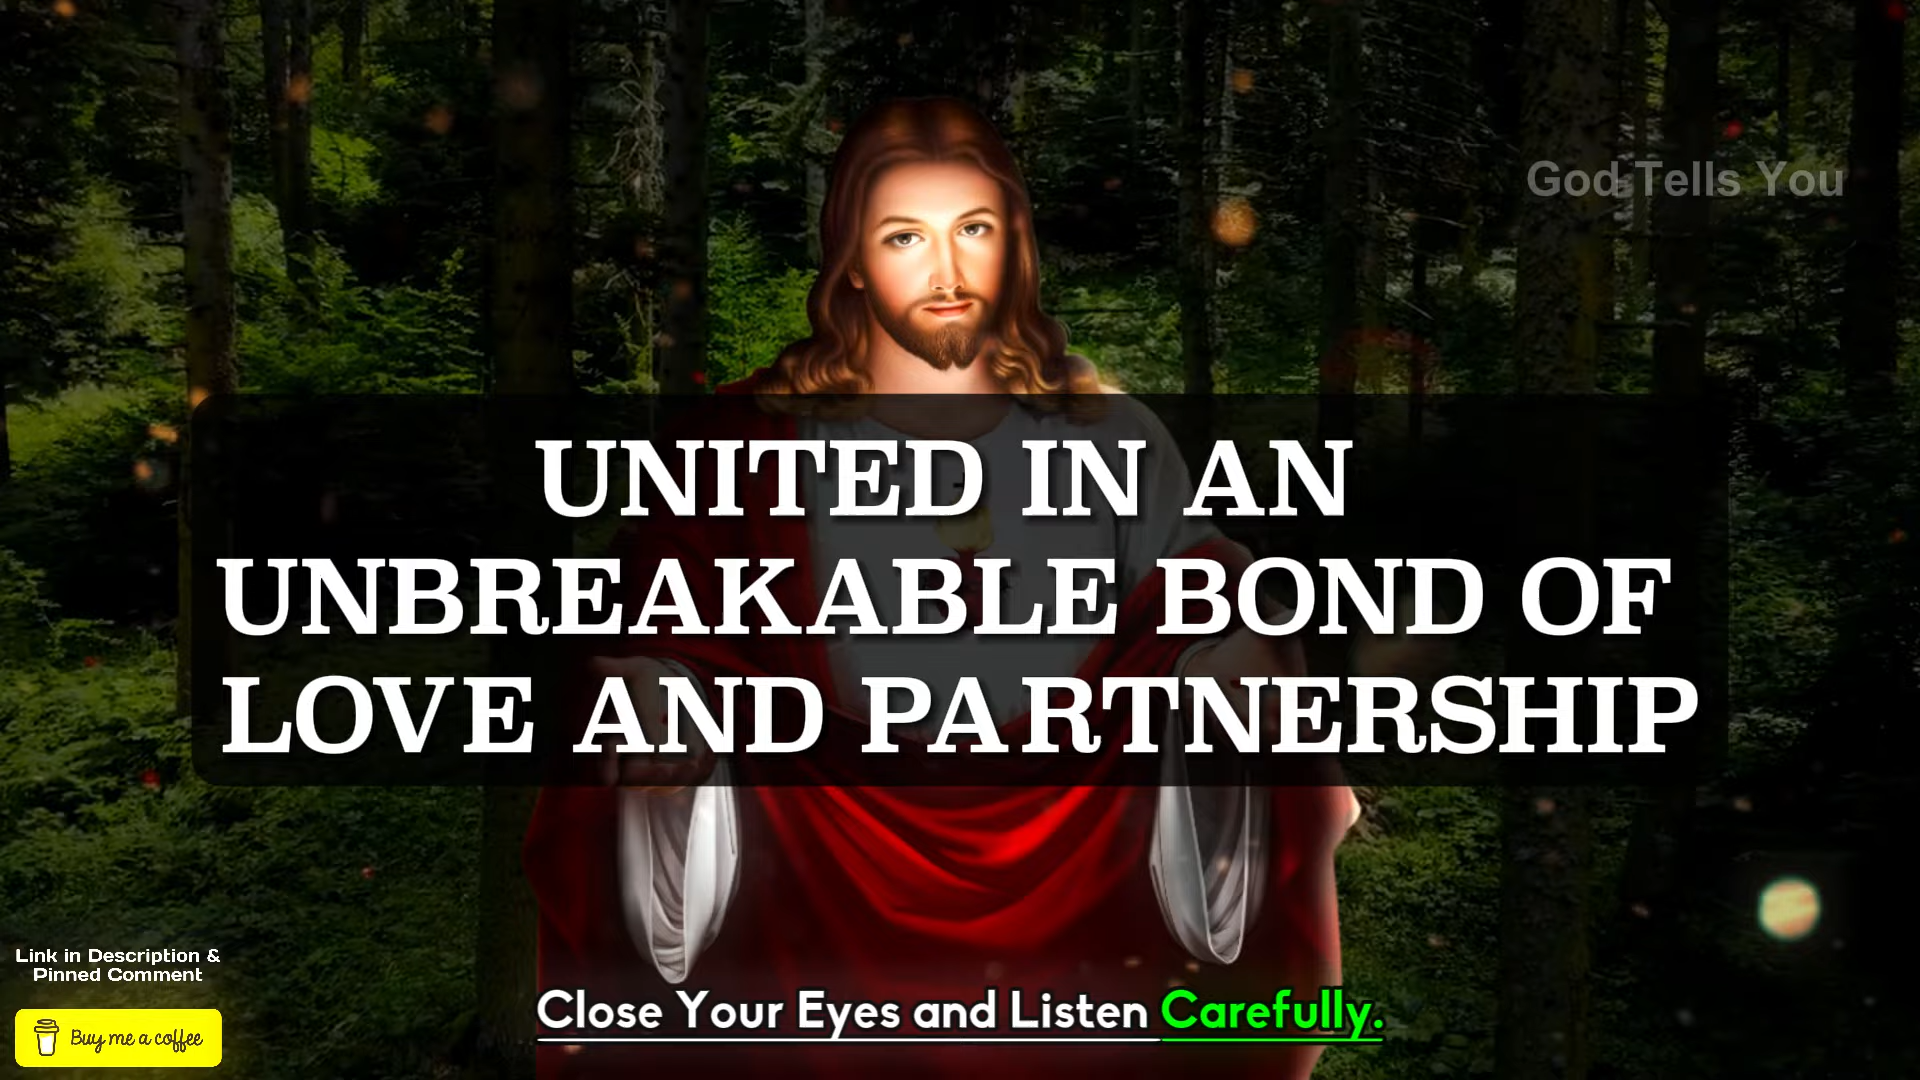 God Tells You
UNITED IN AN
UNBREAKABLE BOND OF
LOVE AND PARTNERSHIP
Link in Description &
Pinned Comment
Buy me a coffee
Close Your Eyes and Listen Carefully.